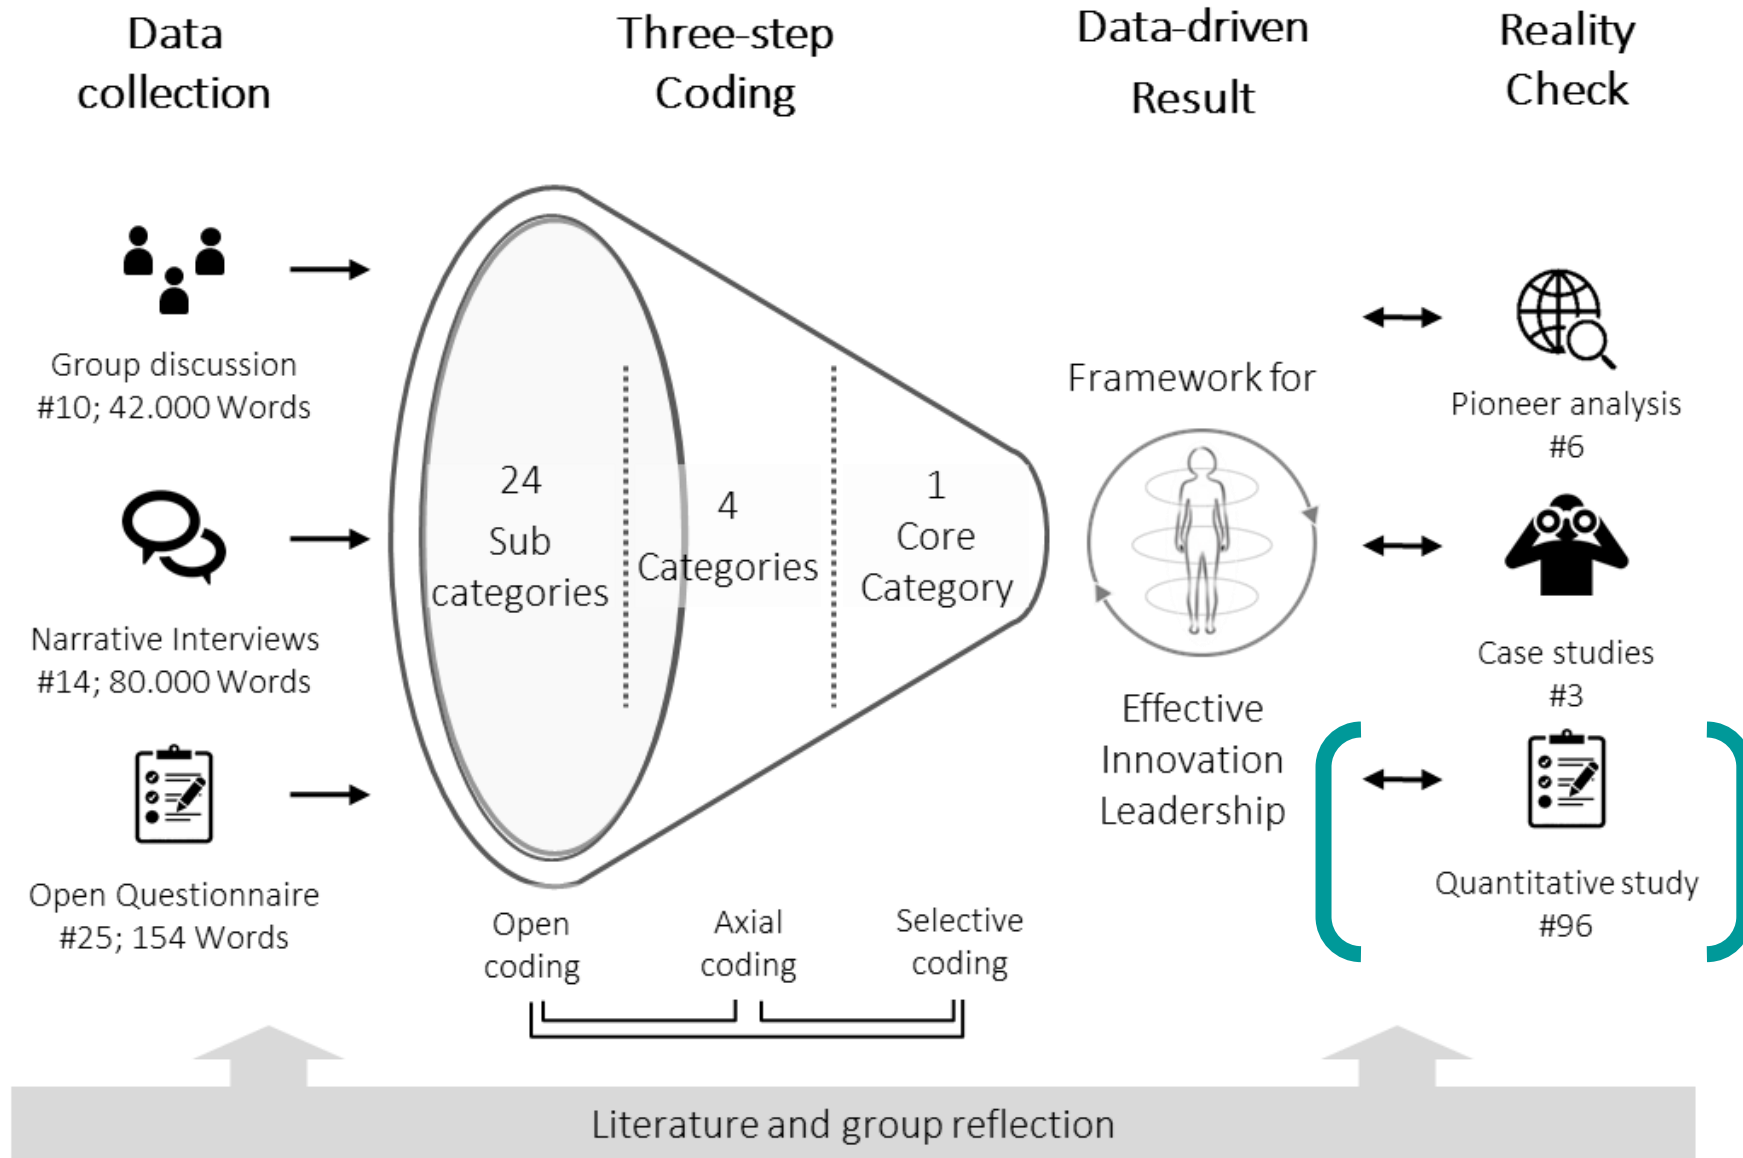 Data
collection
Three-step
Coding
Data-driven
Result
Reality
Check
Group discussion
#10; 42.000 Words
Narrative Interviews
#14; 80.000 Words
Open Questionnaire
#25; 154 Words
24
Sub
categories
4
Categories
1
Core
Category
Open
coding
Axial
coding
Selective
coding
Framework for
Effective
Innovation
Leadership
Pioneer analysis
#6
Case studies
#3
Quantitative study
#96
Literature and group reflection